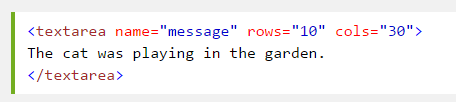 <textarea name="message" rows="10" cols="30">
The cat was playing in the garden.
</textarea>